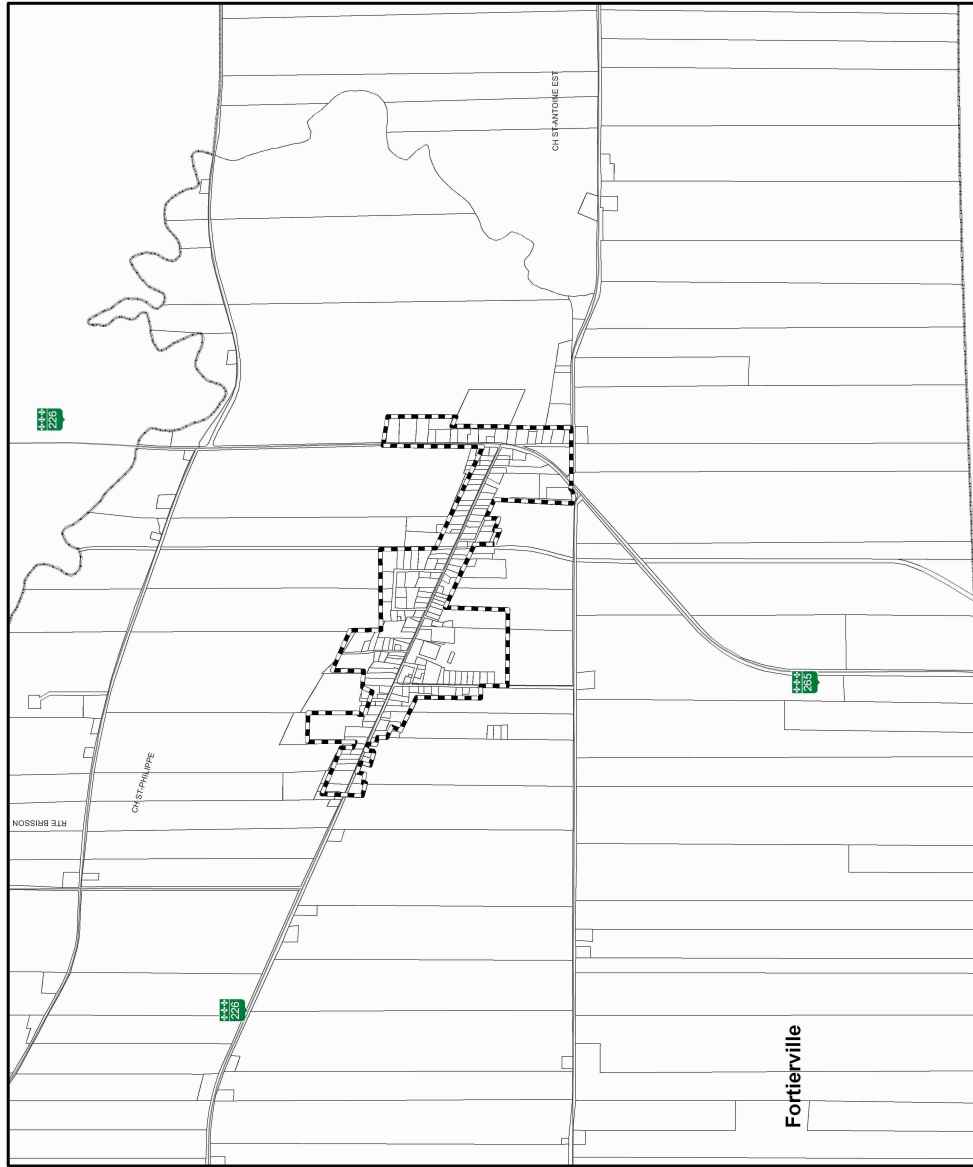 226
CH ST-ANTOINE EST
CH ST-PHILIPPE
RTE BRISSON
226
265
Fortierville